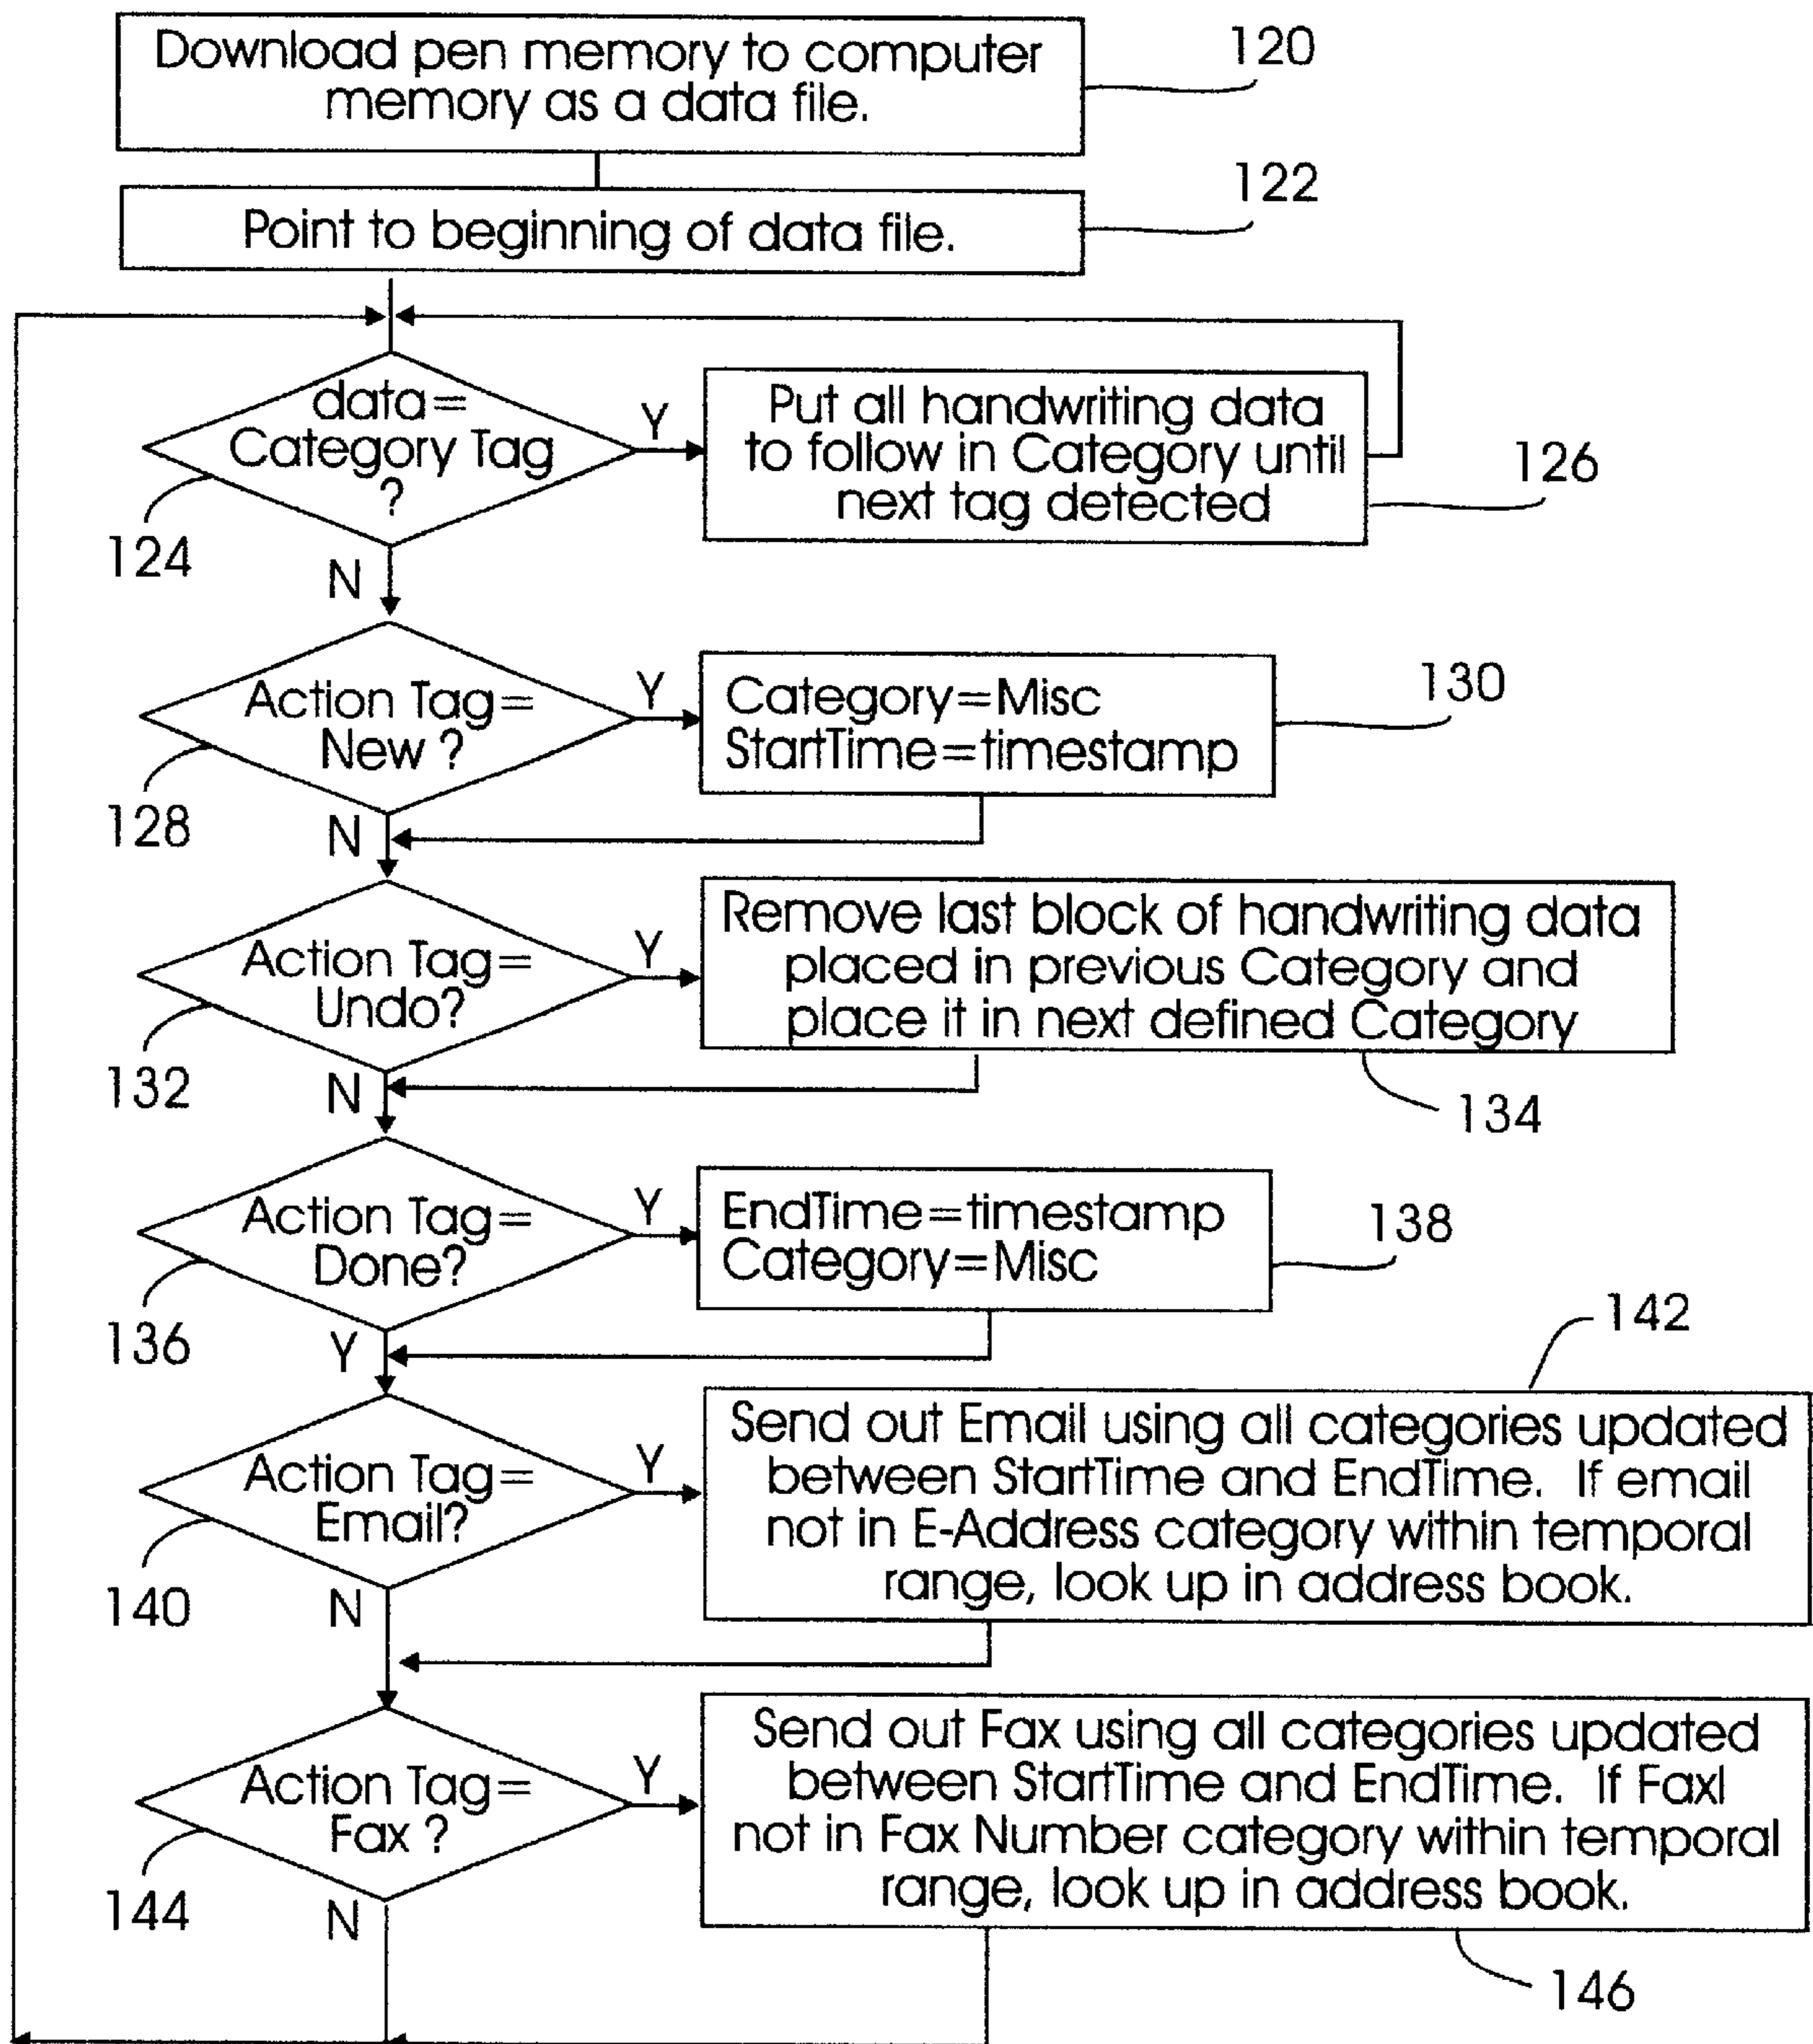 Download pen memory to computer
memory as a data file.
120
Point to beginning of data file.
122
data=
Category Tag
?
Y
Put all handwriting data
to follow in Category until
next tag detected
126
124
N
Action Tag=
New ?
Y
Category=Misc
StartTime=timestamp
130
128
N
Action Tag=
Undo?
Y
Remove last block of handwriting data
placed in previous Category and
place it in next defined Category
132
N
134
Action Tag=
Done?
Y
EndTime=timestamp
Category=Misc
138
136
Y
142
Action Tag=
Email?
Y
Send out Email using all categories updated
between StartTime and EndTime. If email
not in E-Address category within temporal
range, look up in address book.
140
N
Action Tag=
Fax ?
Y
Send out Fax using all categories updated
between StartTime and EndTime. If Faxl
not in Fax Number category within temporal
range, look up in address book.
144
N
146